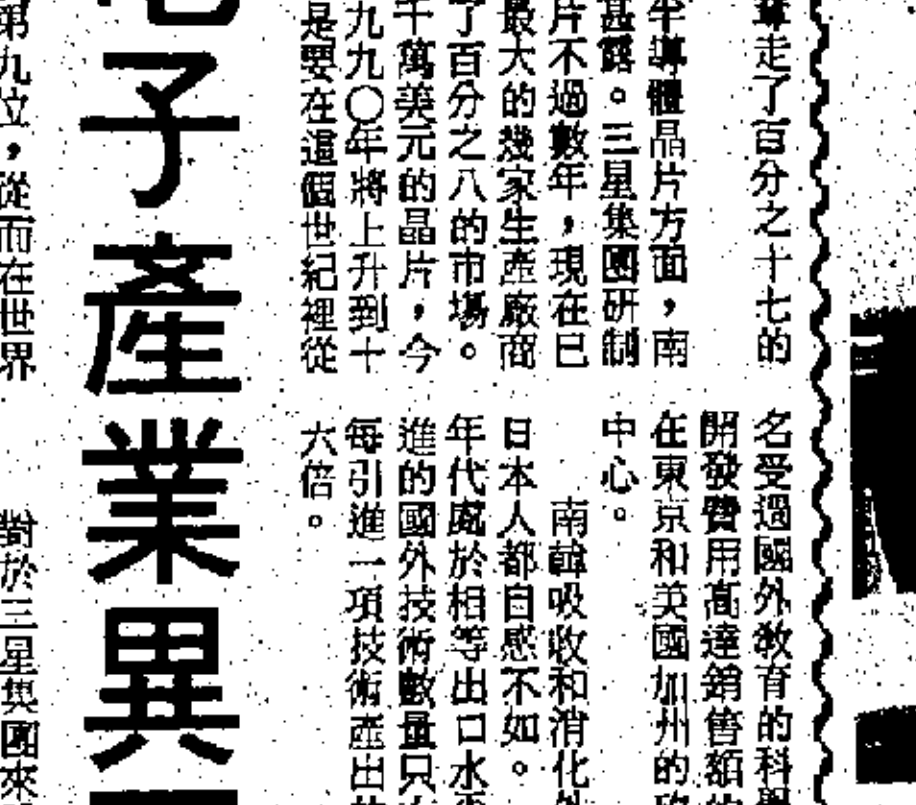 走了百分之十七的
半導體晶片方面，南
甚露。三星集團研制
片不過數年，現在已
最大的幾家生產廠商
了百分之八的市場。
千萬美元的晶片，今
九九〇年將上升到十
是要在這個世紀裡從
名受過國外教育的科學
開發費用高達銷售額的
在東京和美國加州的硅
中心。
南韓吸收和消化外
日本人都自感不如。
年代處於相等出口水
進的國外技術數量只
每引進一項技術產出的
六倍。
子產業異
第九位，從而在世界
對於三星集團來